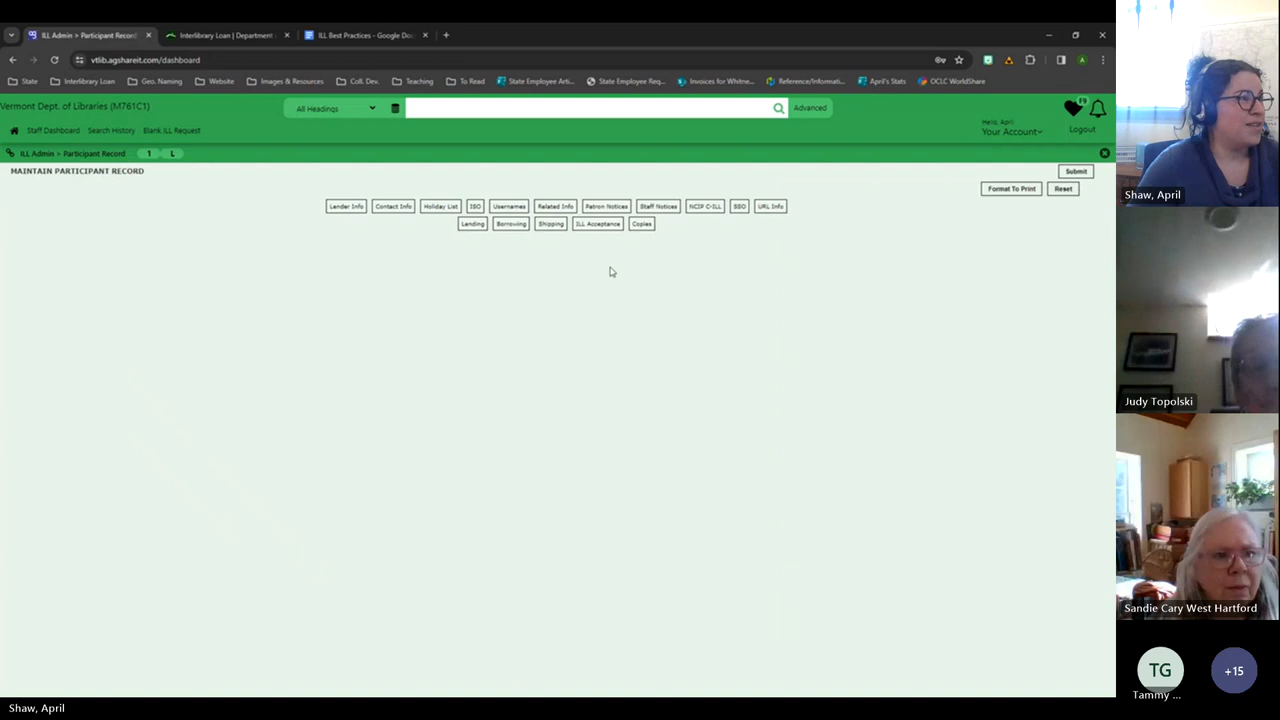 ILL Admin > Participant Record
Interlibrary Loan | Department
ILL Best Practices - Google Doc
vtlib.agshareit.com/dashboard
State
Interlibrary Loan
Geo. Naming
Website
Images & Resources
Coll. Dev.
Teaching
To Read
State Employee Arti...
State Employee Req...
Invoices for Whitne...
Reference/Informati...
April's Stats
OCLC WorldShare
Vermont Dept. of Libraries (M761C1)
All Headings
Advanced
Staff Dashboard
Search History
Blank ILL Request
Hello, April
Your Account
Logout
ILL Admin > Participant Record 1 L
MAINTAIN PARTICIPANT RECORD
Submit
Format To Print
Reset
Lender Info
Contact Info
Holiday List
ISO
Usernames
Related Info
Patron Notices
Staff Notices
NCIP C-ILL
SSO
URL Info
Lending
Borrowing
Shipping
ILL Acceptance
Copies
Shaw, April
Judy Topolski
Sandie Cary West Hartford
TG
Tammy ...
+15
Shaw, April